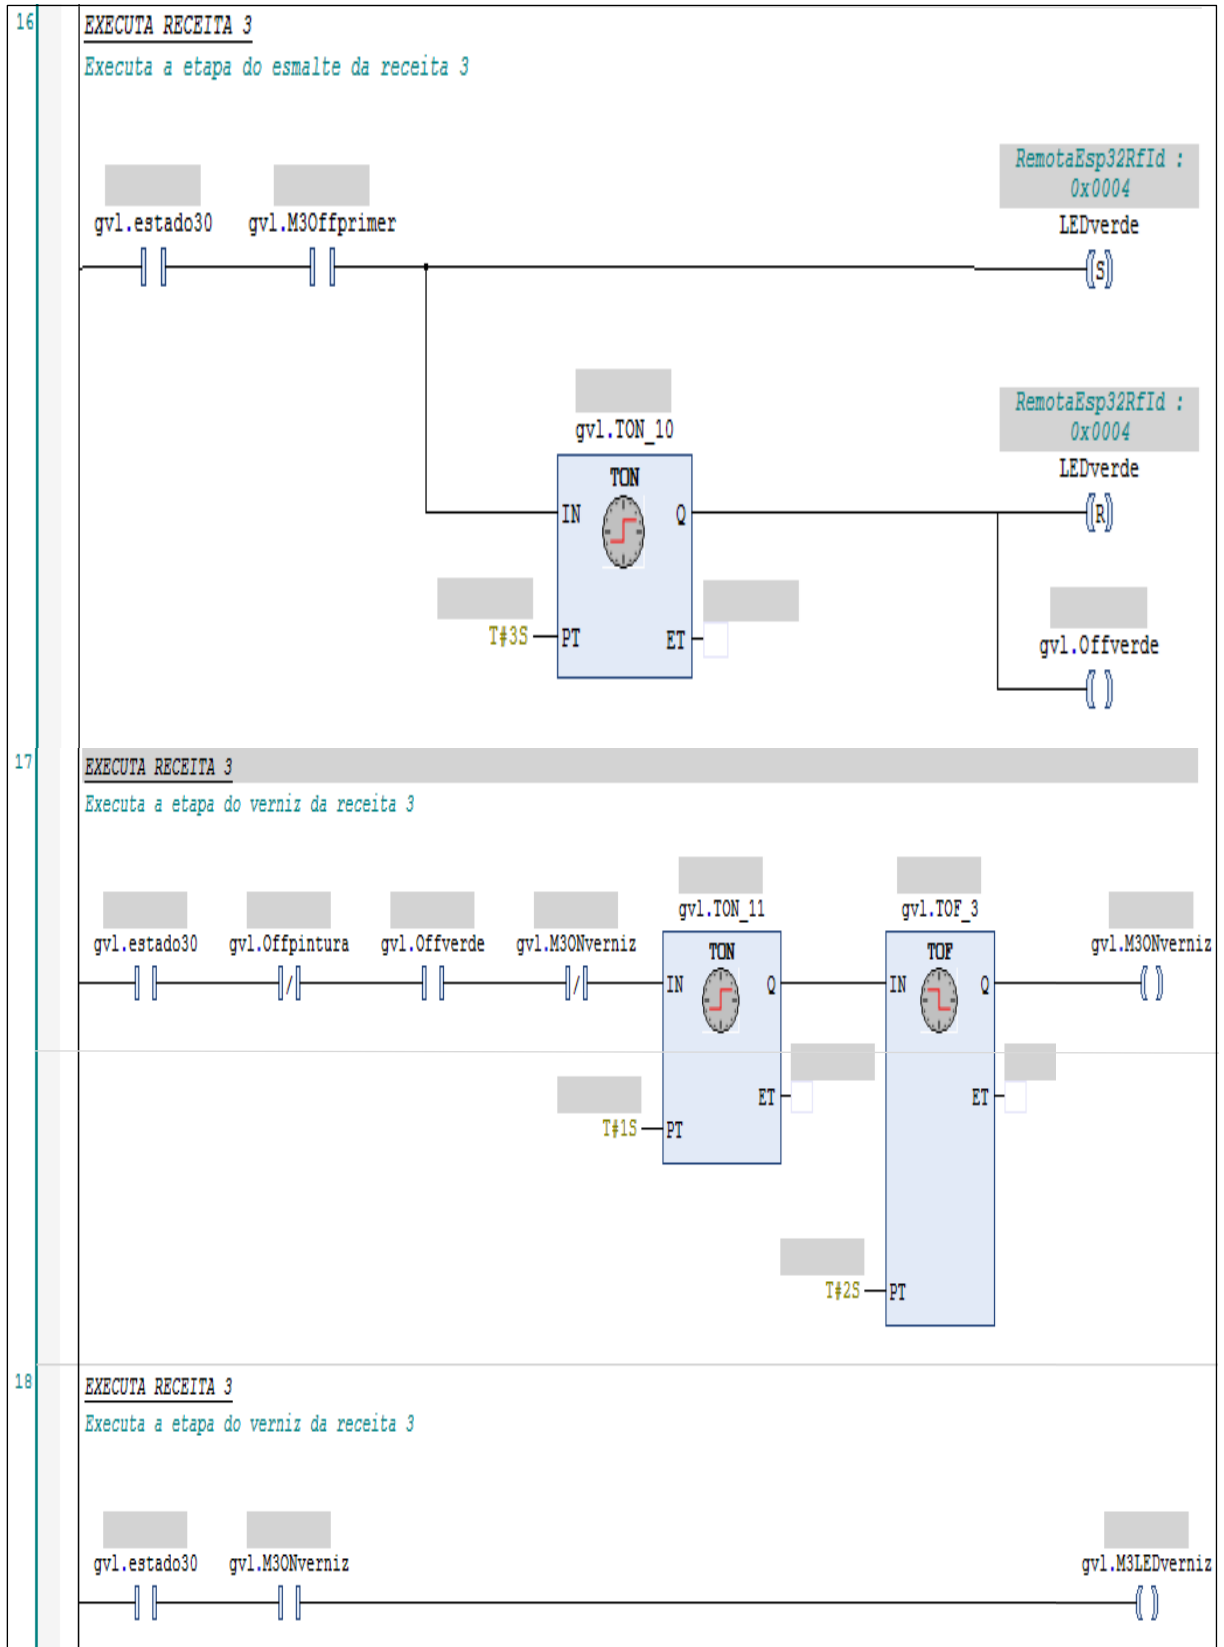 16
EXECUTA RECEITA 3
Executa a etapa do esmalte da receita 3
RemotaEsp32RfId :
0x0004
gvl.estado30 gvl.M3Offprimer LEDverde
S
RemotaEsp32RfId :
0x0004
gvl.TON_10
LEDverde
TON
IN Q
R
T#3S PT ET
gvl.Offverde
17
EXECUTA RECEITA 3
Executa a etapa do verniz da receita 3
gvl.TON_11 gvl.TOF_3
gvl.estado30 gvl.Offpintura gvl.Offverde gvl.M3ONverniz gvl.M3ONverniz
TON TOF
IN Q IN Q
ET ET
T#1S PT
T#2S PT
18
EXECUTA RECEITA 3
Executa a etapa do verniz da receita 3
gvl.estado30 gvl.M3ONverniz gvl.M3LEDverniz